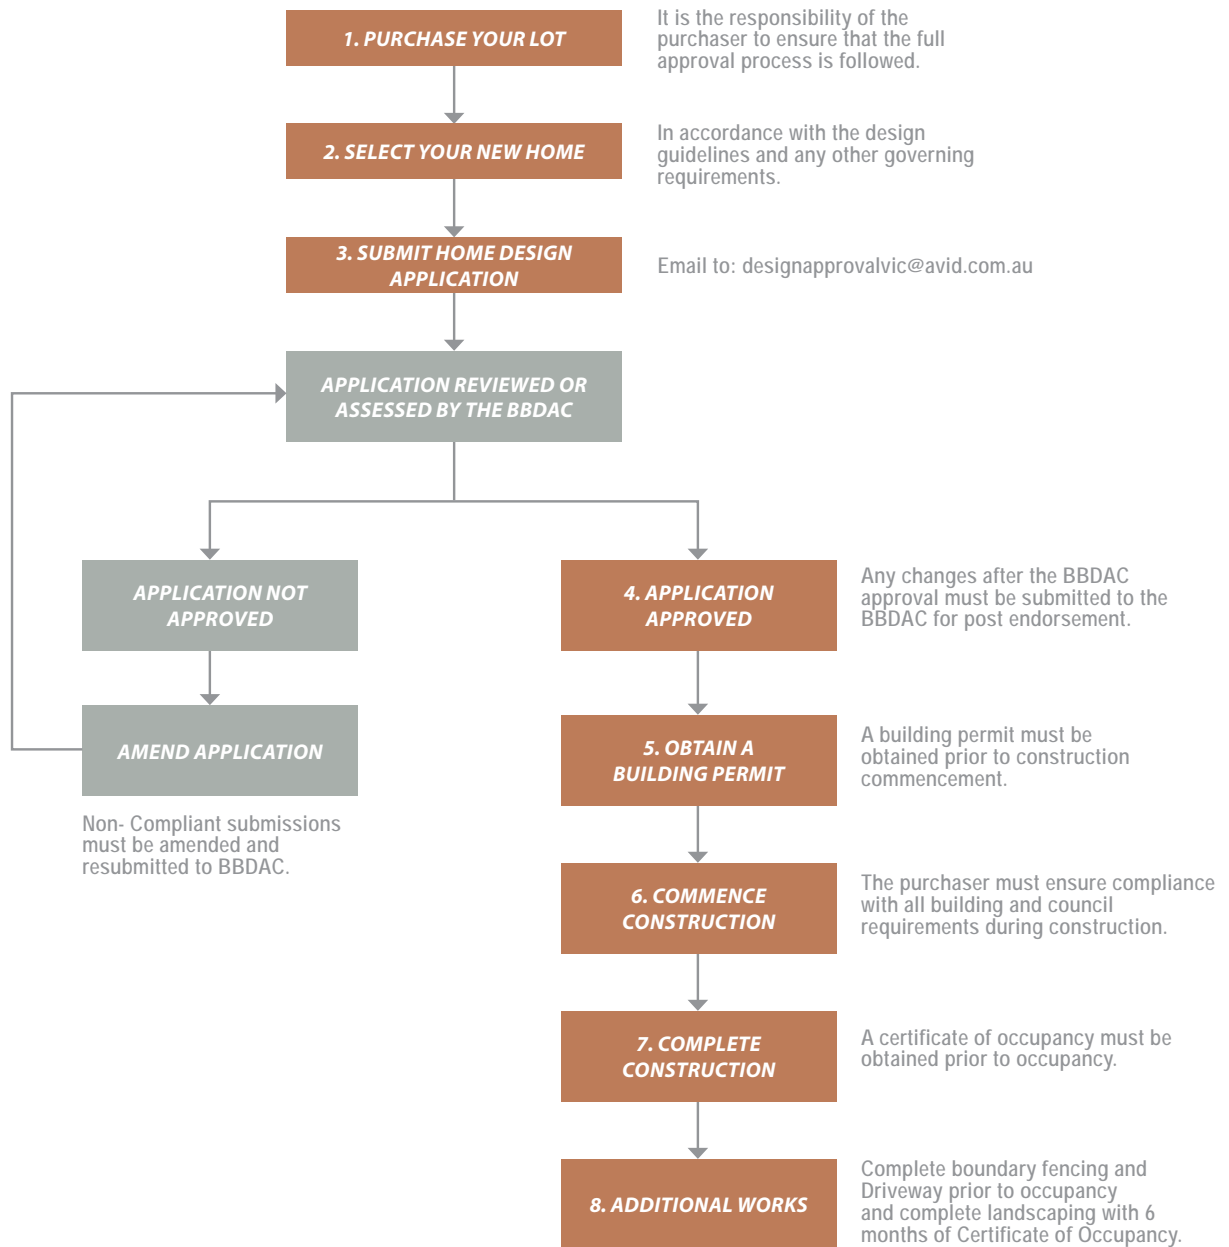 1. PURCHASE YOUR LOT
It is the responsibility of the
purchaser to ensure that the full
approval process is followed.
2. SELECT YOUR NEW HOME
In accordance with the design
guidelines and any other governing
requirements.
3. SUBMIT HOME DESIGN
APPLICATION
Email to: designapprovalvic@avid.com.au
APPLICATION REVIEWED OR
ASSESSED BY THE BBDAC
APPLICATION NOT
APPROVED
AMEND APPLICATION
Non- Compliant submissions
must be amended and
resubmitted to BBDAC.
4. APPLICATION
APPROVED
Any changes after the BBDAC
approval must be submitted to the
BBDAC for post endorsement.
5. OBTAIN A
BUILDING PERMIT
A building permit must be
obtained prior to construction
commencement.
6. COMMENCE
CONSTRUCTION
The purchaser must ensure compliance
with all building and council
requirements during construction.
7. COMPLETE
CONSTRUCTION
A certificate of occupancy must be
obtained prior to occupancy.
8. ADDITIONAL WORKS
Complete boundary fencing and
Driveway prior to occupancy
and complete landscaping with 6
months of Certificate of Occupancy.